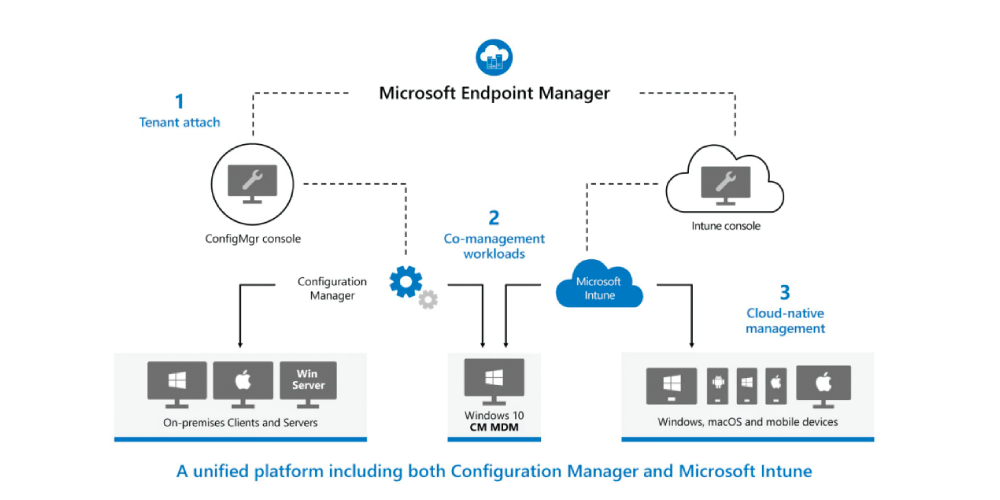 Microsoft Endpoint Manager
1
Tenant attach
ConfigMgr console
Intune console
2
Co-management
workloads
Configuration
Manager
Microsoft
Intune
3
Cloud-native
management
Win
Server
On-premises Clients and Servers
Windows 10
CM MDM
Windows, macOS and mobile devices
A unified platform including both Configuration Manager and Microsoft Intune